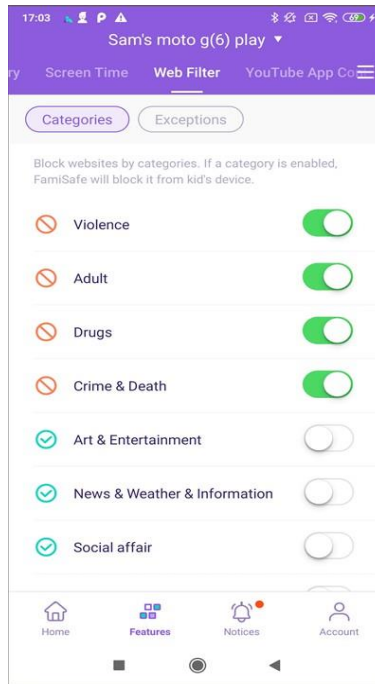 17:03
69
Sam's moto g(6) play
ry Screen Time Web Filter YouTube App Co
Categories Exceptions
Block websites by categories. If a category is enabled,
FamiSafe will block it from kid's device.
Violence
Adult
Drugs
Crime & Death
Art & Entertainment
News & Weather & Information
Social affair
Home Features Notices Account